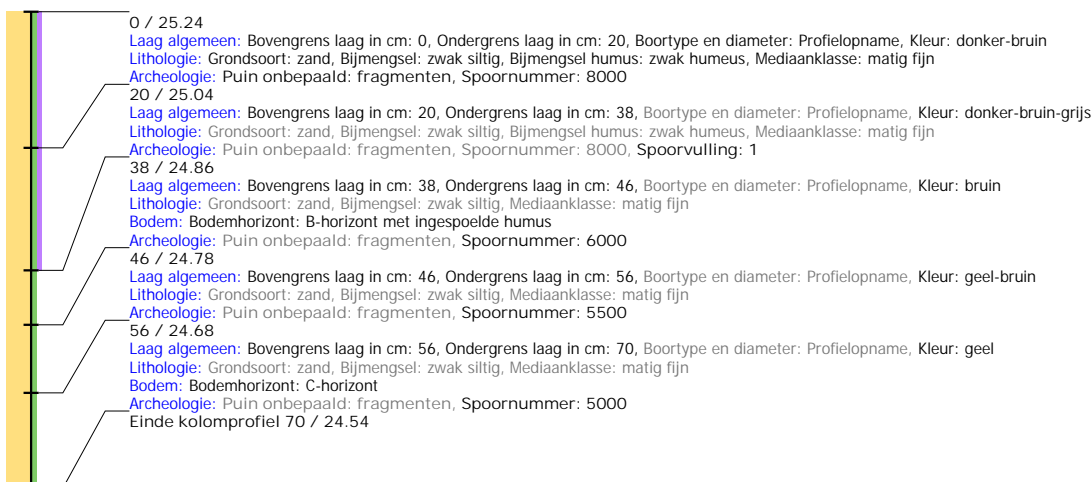 0 / 25.24
Laag algemeen: Bovengrens laag in cm: 0, Ondergrens laag in cm: 20, Boortype en diameter: Profielopname, Kleur: donker-bruin
Lithologie: Grondsoort: zand, Bijmengsel: zwak siltig, Bijmengsel humus: zwak humeus, Mediaanklasse: matig fijn
Archeologie: Puin onbepaald: fragmenten, Spoornummer: 8000
20 / 25.04
Laag algemeen: Bovengrens laag in cm: 20, Ondergrens laag in cm: 38, Boortype en diameter: Profielopname, Kleur: donker-bruin-grijs
Lithologie: Grondsoort: zand, Bijmengsel: zwak siltig, Bijmengsel humus: zwak humeus, Mediaanklasse: matig fijn
Archeologie: Puin onbepaald: fragmenten, Spoornummer: 8000, Spoorvulling: 1
38 / 24.86
Laag algemeen: Bovengrens laag in cm: 38, Ondergrens laag in cm: 46, Boortype en diameter: Profielopname, Kleur: bruin
Lithologie: Grondsoort: zand, Bijmengsel: zwak siltig, Mediaanklasse: matig fijn
Bodem: Bodemhorizont: B-horizont met ingespoelde humus
Archeologie: Puin onbepaald: fragmenten, Spoornummer: 6000
46 / 24.78
Laag algemeen: Bovengrens laag in cm: 46, Ondergrens laag in cm: 56, Boortype en diameter: Profielopname, Kleur: geel-bruin
Lithologie: Grondsoort: zand, Bijmengsel: zwak siltig, Mediaanklasse: matig fijn
Archeologie: Puin onbepaald: fragmenten, Spoornummer: 5500
56 / 24.68
Laag algemeen: Bovengrens laag in cm: 56, Ondergrens laag in cm: 70, Boortype en diameter: Profielopname, Kleur: geel
Lithologie: Grondsoort: zand, Bijmengsel: zwak siltig, Mediaanklasse: matig fijn
Bodem: Bodemhorizont: C-horizont
Archeologie: Puin onbepaald: fragmenten, Spoornummer: 5000
Einde kolomprofiel 70 / 24.54